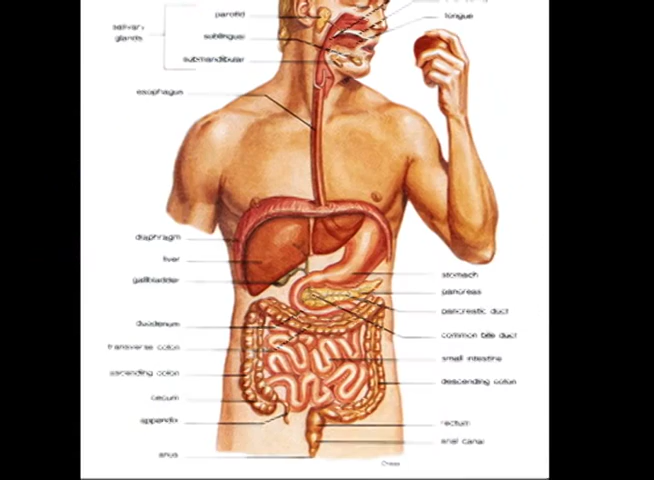 parotid
tongue
salivary
glands
sublingual
submandibular
esophagus
diaphragm
liver
gallbladder
stomach
pancreas
pancreatic duct
duodenum
common bile duct
transverse colon
small intestine
ascending colon
descending colon
cecum
appendix
rectum
anal canal
anus